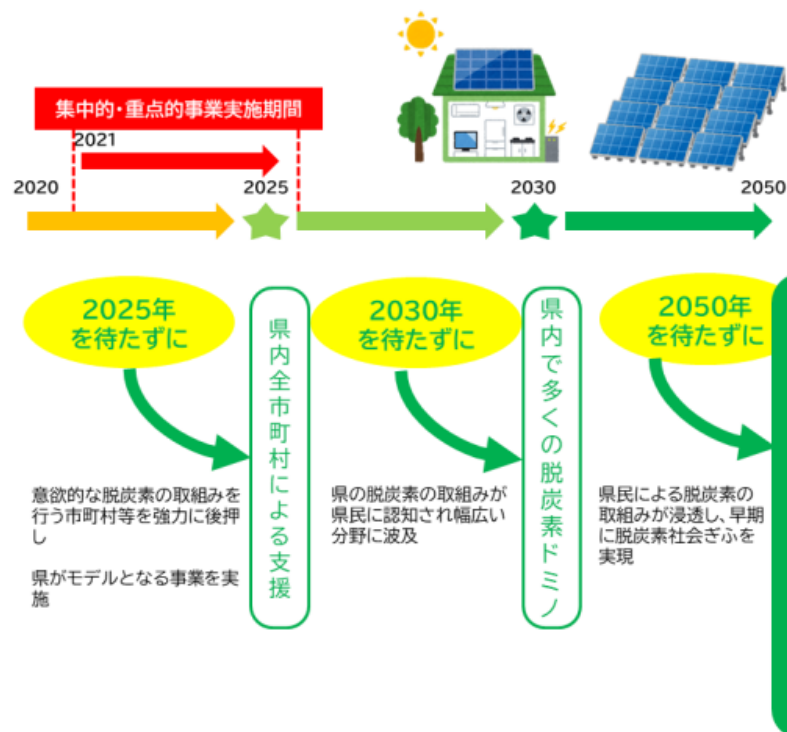 集中的・重点的事業実施期間
2021
2020
2025
2030
2050
2025年
を待たずに
県内全市町村による支援
2030年
を待たずに
県内で多くの脱炭素ドミノ
2050年
を待たずに
意欲的な脱炭素の取組みを
行う市町村等を強力に後押
し
県がモデルとなる事業を実
施
県の脱炭素の取組みが
県民に認知され幅広い
分野に波及
県民による脱炭素の
取組みが浸透し、早期
に脱炭素社会ぎふを
実現